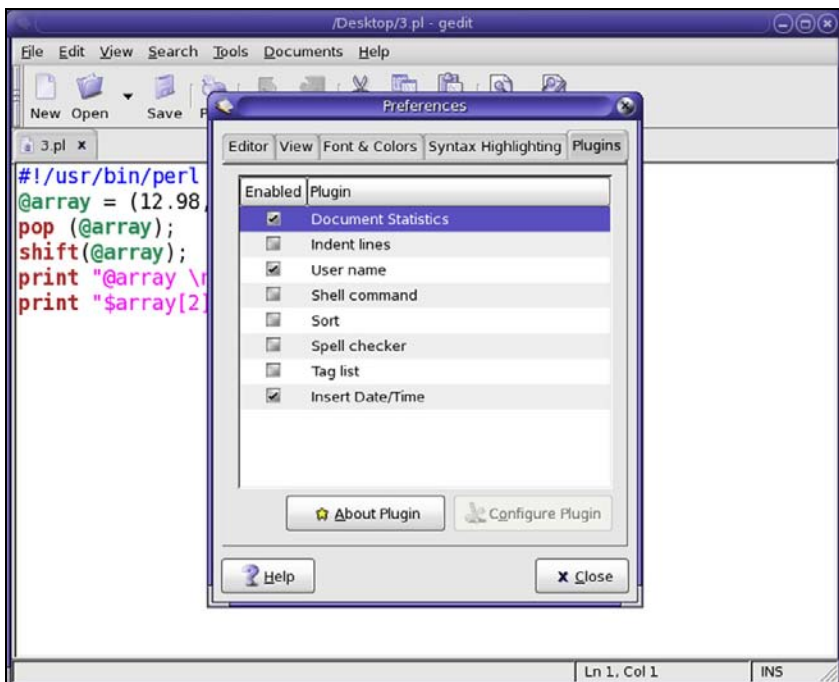 /Desktop/3.pl - gedit
File Edit View Search Tools Documents Help
New Open Save
3.pl x
Preferences
Editor View Font & Colors Syntax Highlighting Plugins
Enabled Plugin
Document Statistics
Indent lines
User name
Shell command
Sort
Spell checker
Tag list
Insert Date/Time
About Plugin Configure Plugin
Help x Close
#!/usr/bin/perl
@array = (12.98,
pop (@array);
shift(@array);
print "@array \
print "$array[2]
Ln 1, Col 1 INS